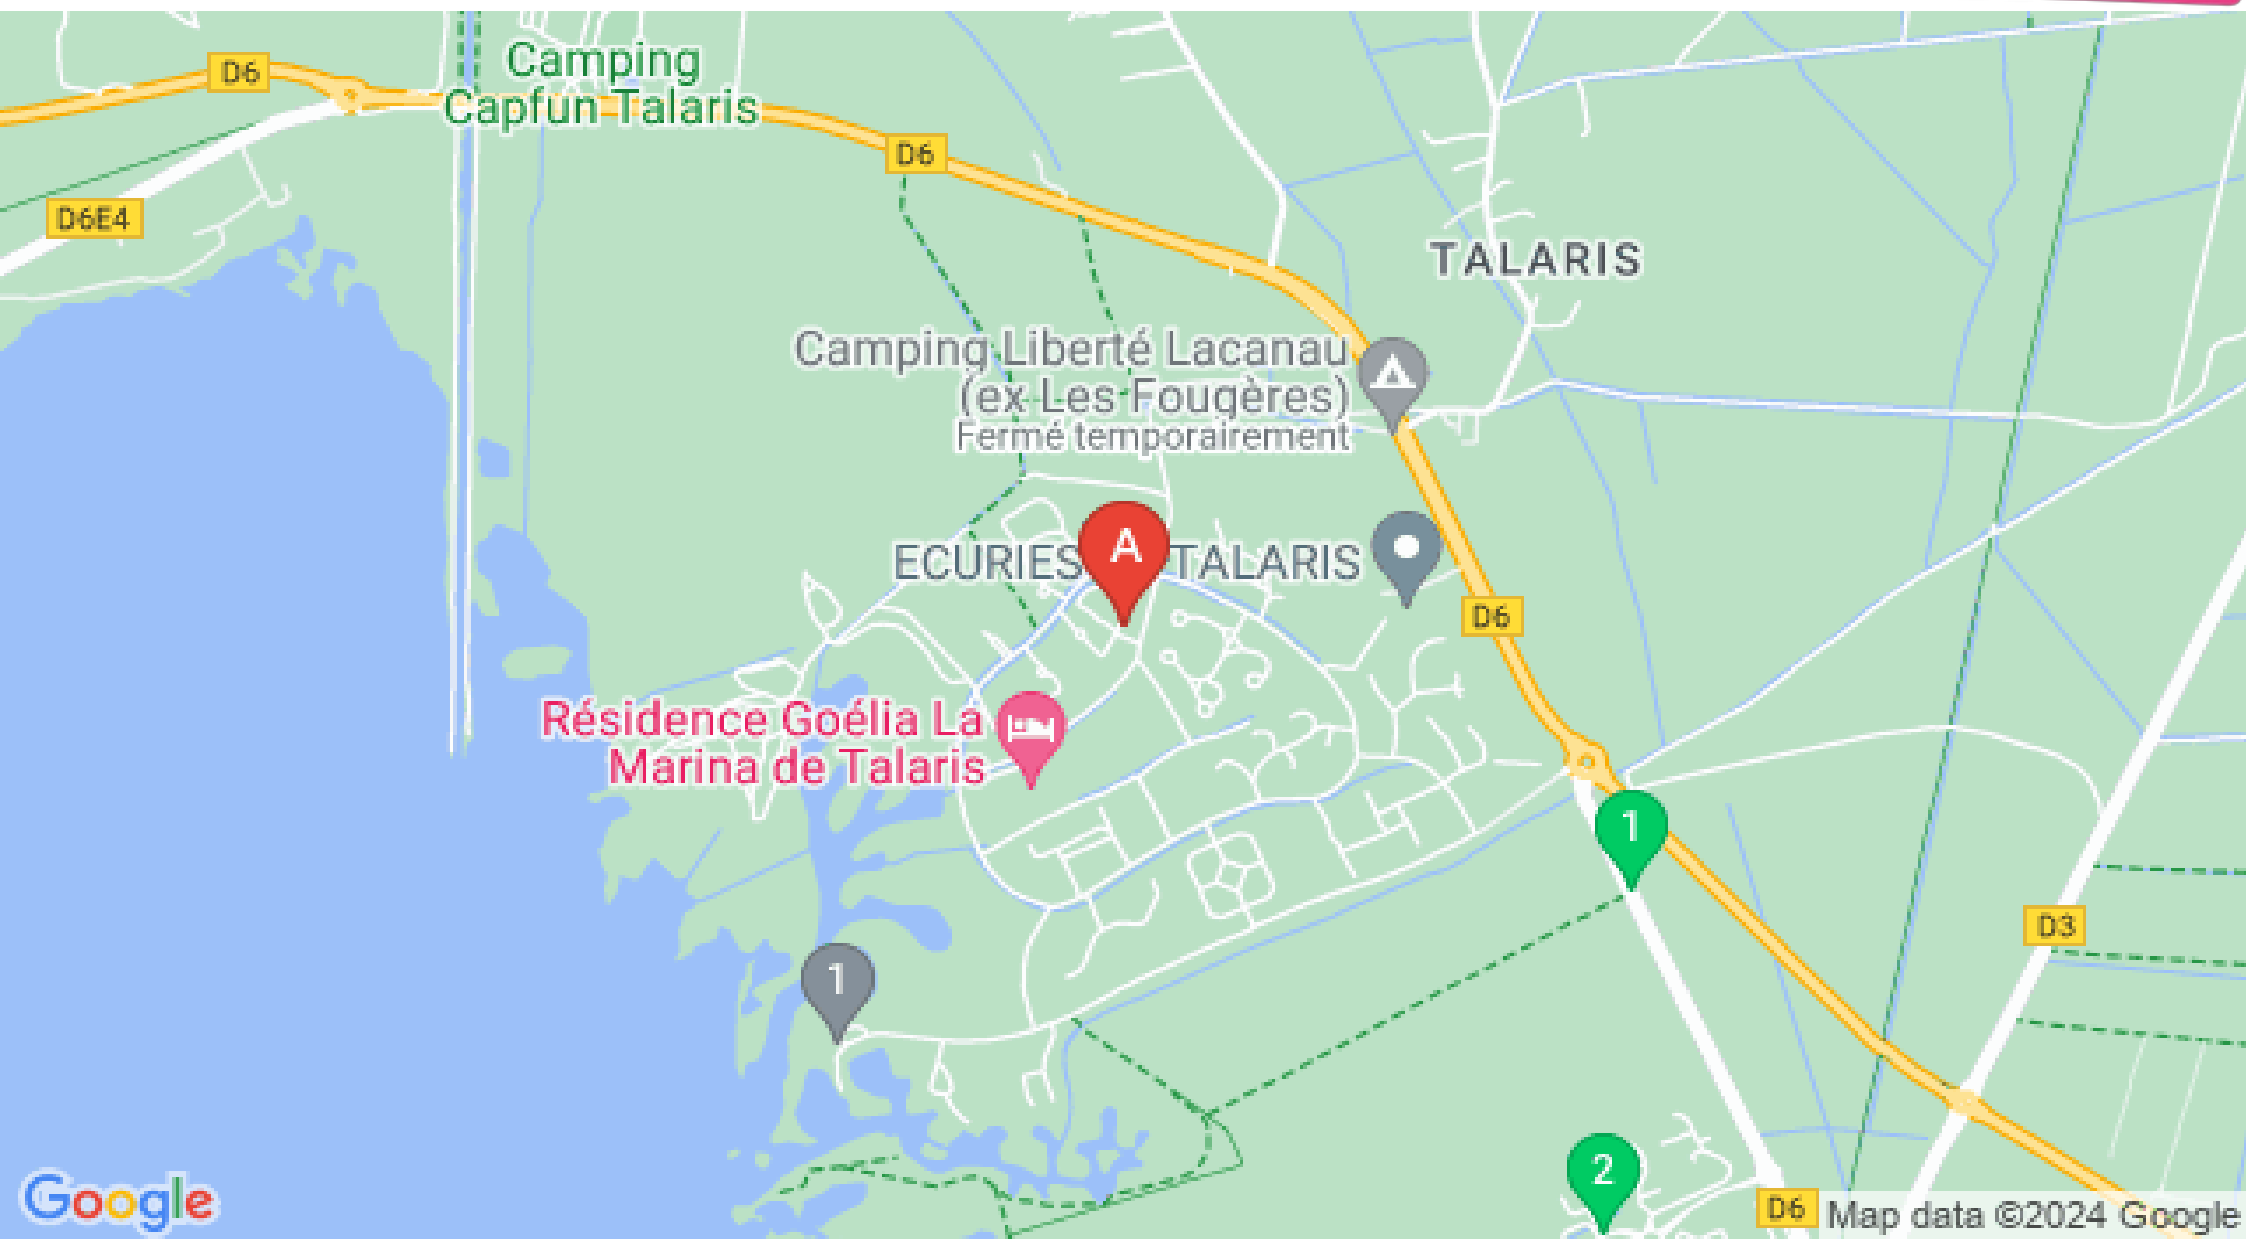 D6
Camping
Capfun Talaris
D6
D6E4
TALARIS
Camping Liberté Lacanau
(ex Les Fougères)
Fermé temporairement
ECURIES
A
TALARIS
D6
Résidence Goélia La
Marina de Talaris
1
D3
1
2
Google
D6
Map data ©2024 Google